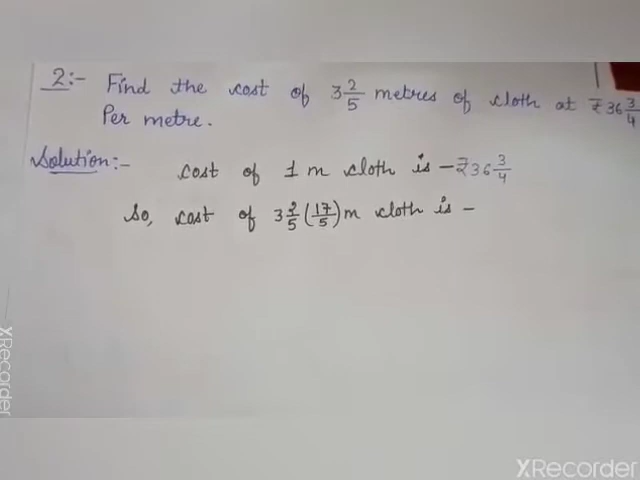 2:- Find the cost of 3 2/5 metres of cloth at ₹36 3/4
Per metre.
Solution:- cost of 1 m cloth is - ₹36 3/4
So, cost of 3 2/5 (17/5) m cloth is -
XRecorder
XRecorder